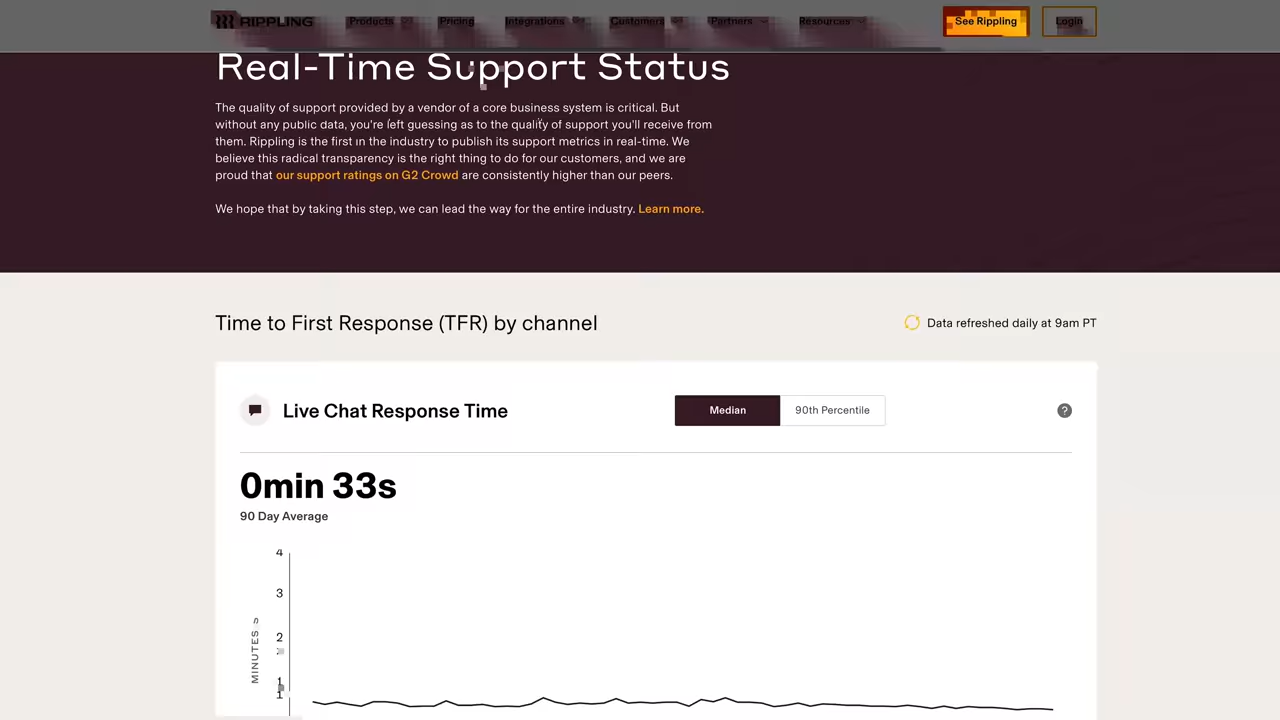 RIPPLING
Products
Pricing
Integrations
Customers
Partners
Resources
See Rippling
Login
Real-Time Support Status
The quality of support provided by a vendor of a core business system is critical. But
without any public data, you're left guessing as to the quality of support you'll receive from
them. Rippling is the first in the industry to publish its support metrics in real-time. We
believe this radical transparency is the right thing to do for our customers, and we are
proud that our support ratings on G2 Crowd are consistently higher than our peers.
We hope that by taking this step, we can lead the way for the entire industry. Learn more.
Time to First Response (TFR) by channel
Data refreshed daily at 9am PT
Live Chat Response Time
Median
90th Percentile
?
0min 33s
90 Day Average
4
3
2
1
MINUTES